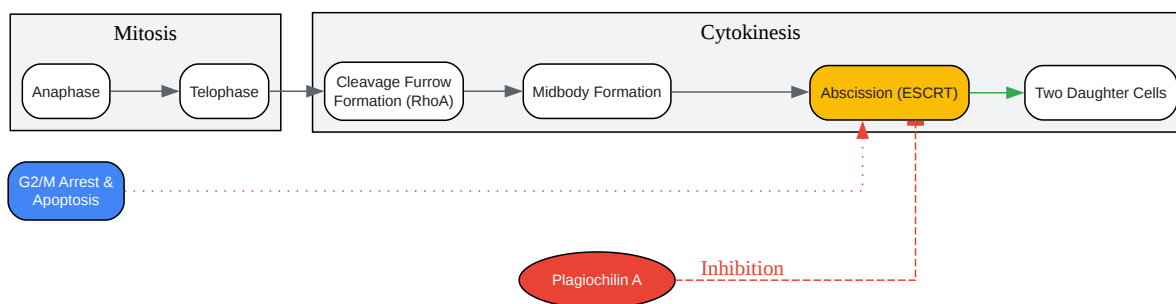 Mitosis
Cytokinesis
Anaphase
Telophase
Cleavage Furrow
Formation (RhoA)
Midbody Formation
Abscission (ESCRT)
Two Daughter Cells
G2/M Arrest &
Apoptosis
Inhibition
Plagiochilin A